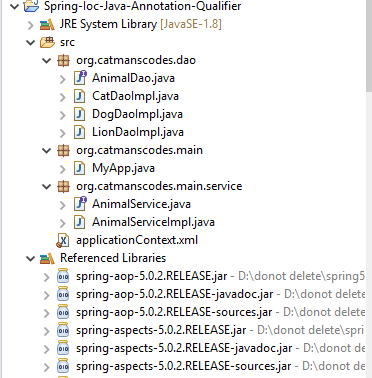 Spring-Ioc-Java-Annotation-Qualifier
JRE System Library [JavaSE-1.8]
src
org.catmanscodes.dao
AnimalDao.java
CatDaoImpl.java
DogDaoImpl.java
LionDaoImpl.java
org.catmanscodes.main
MyApp.java
org.catmanscodes.main.service
AnimalService.java
AnimalServiceImpl.java
applicationContext.xml
Referenced Libraries
spring-aop-5.0.2.RELEASE.jar - D:\donot delete\spring5
spring-aop-5.0.2.RELEASE-javadoc.jar - D:\donot delete
spring-aop-5.0.2.RELEASE-sources.jar - D:\donot delete
spring-aspects-5.0.2.RELEASE.jar - D:\donot delete\spri
spring-aspects-5.0.2.RELEASE-javadoc.jar - D:\donot d
spring-aspects-5.0.2.RELEASE-sources.jar - D:\donot d